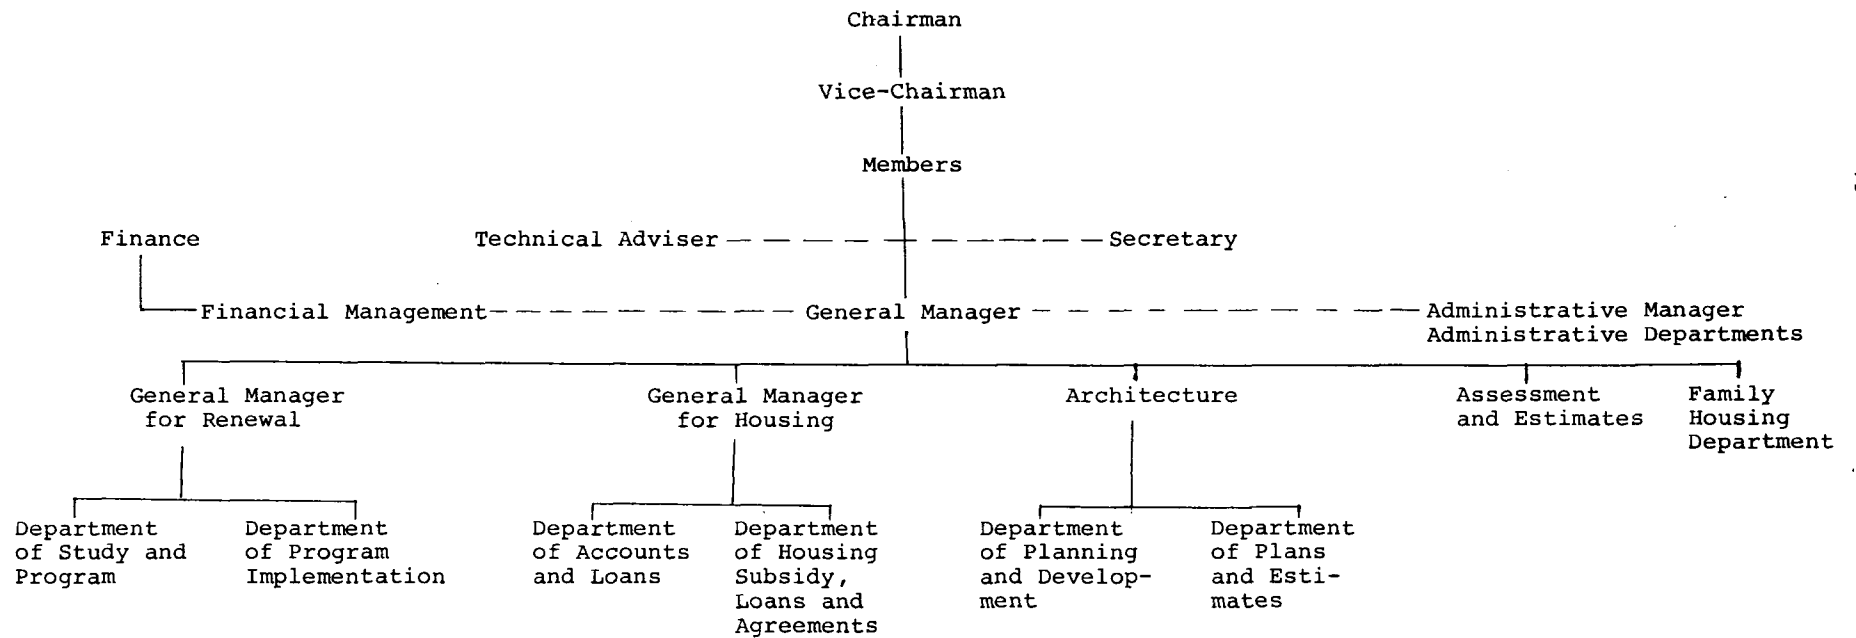 Chairman
Vice-Chairman
Members
Finance
Technical Adviser
Secretary
Financial Management
General Manager
Administrative Manager
Administrative Departments
General Manager
for Renewal
General Manager
for Housing
Architecture
Assessment
and Estimates
Family
Housing
Department
Department
of Study and
Program
Department
of Program
Implementation
Department
of Accounts
and Loans
Department
of Housing
Subsidy,
Loans and
Agreements
Department
of Planning
and Develop-
ment
Department
of Plans
and Esti-
mates